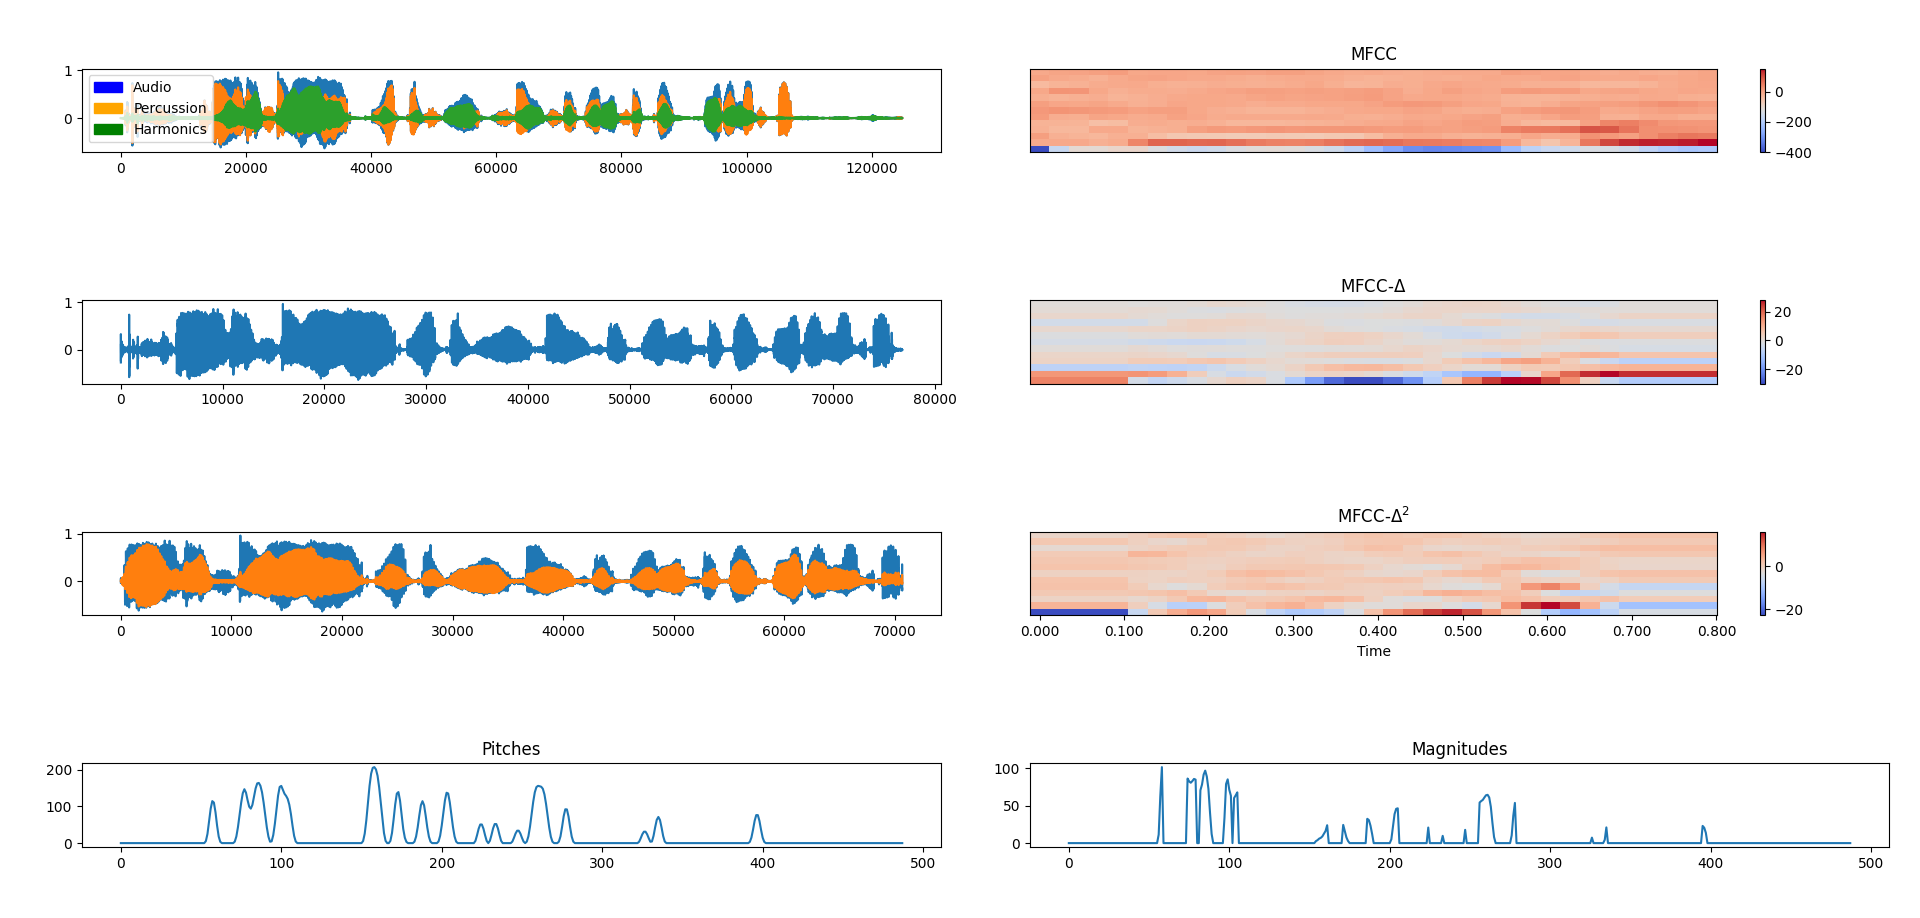 1
0
Audio
Percussion
Harmonics
0 20000 40000 60000 80000 100000 120000
MFCC
0
−200
−400
1
0
0 10000 20000 30000 40000 50000 60000 70000 80000
MFCC-Δ
20
0
−20
1
0
0 10000 20000 30000 40000 50000 60000 70000
MFCC-Δ²
0
−20
0.000 0.100 0.200 0.300 0.400 0.500 0.600 0.700 0.800
Time
Pitches
200
100
0
0 100 200 300 400 500
Magnitudes
100
50
0
0 100 200 300 400 500